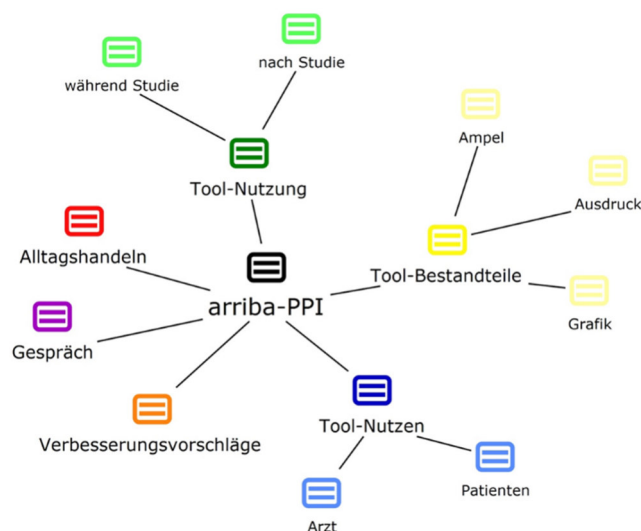 nach Studie
während Studie
Ampel
Tool-Nutzung
Ausdruck
Alltagshandeln
Tool-Bestandteile
arriba-PPI
Grafik
Gespräch
Tool-Nutzen
Verbesserungsvorschläge
Patienten
Arzt